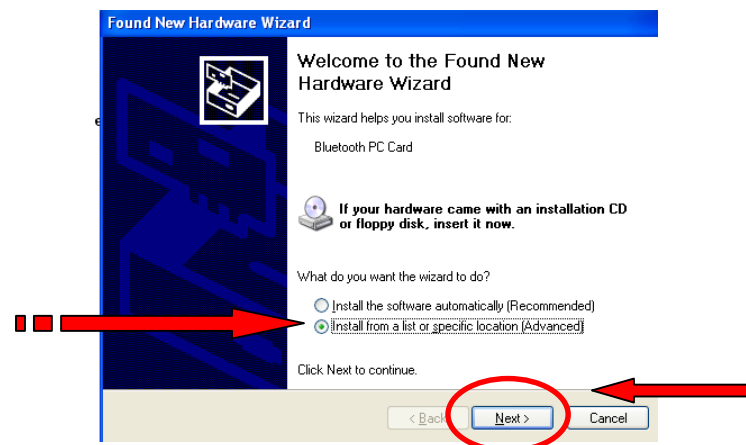 Found New Hardware Wizard
Welcome to the Found New
Hardware Wizard
This wizard helps you install software for:
Bluetooth PC Card
If your hardware came with an installation CD
or floppy disk, insert it now.
What do you want the wizard to do?
Install the software automatically (Recommended)
Install from a list or specific location (Advanced)
Click Next to continue.
< Back
Next >
Cancel